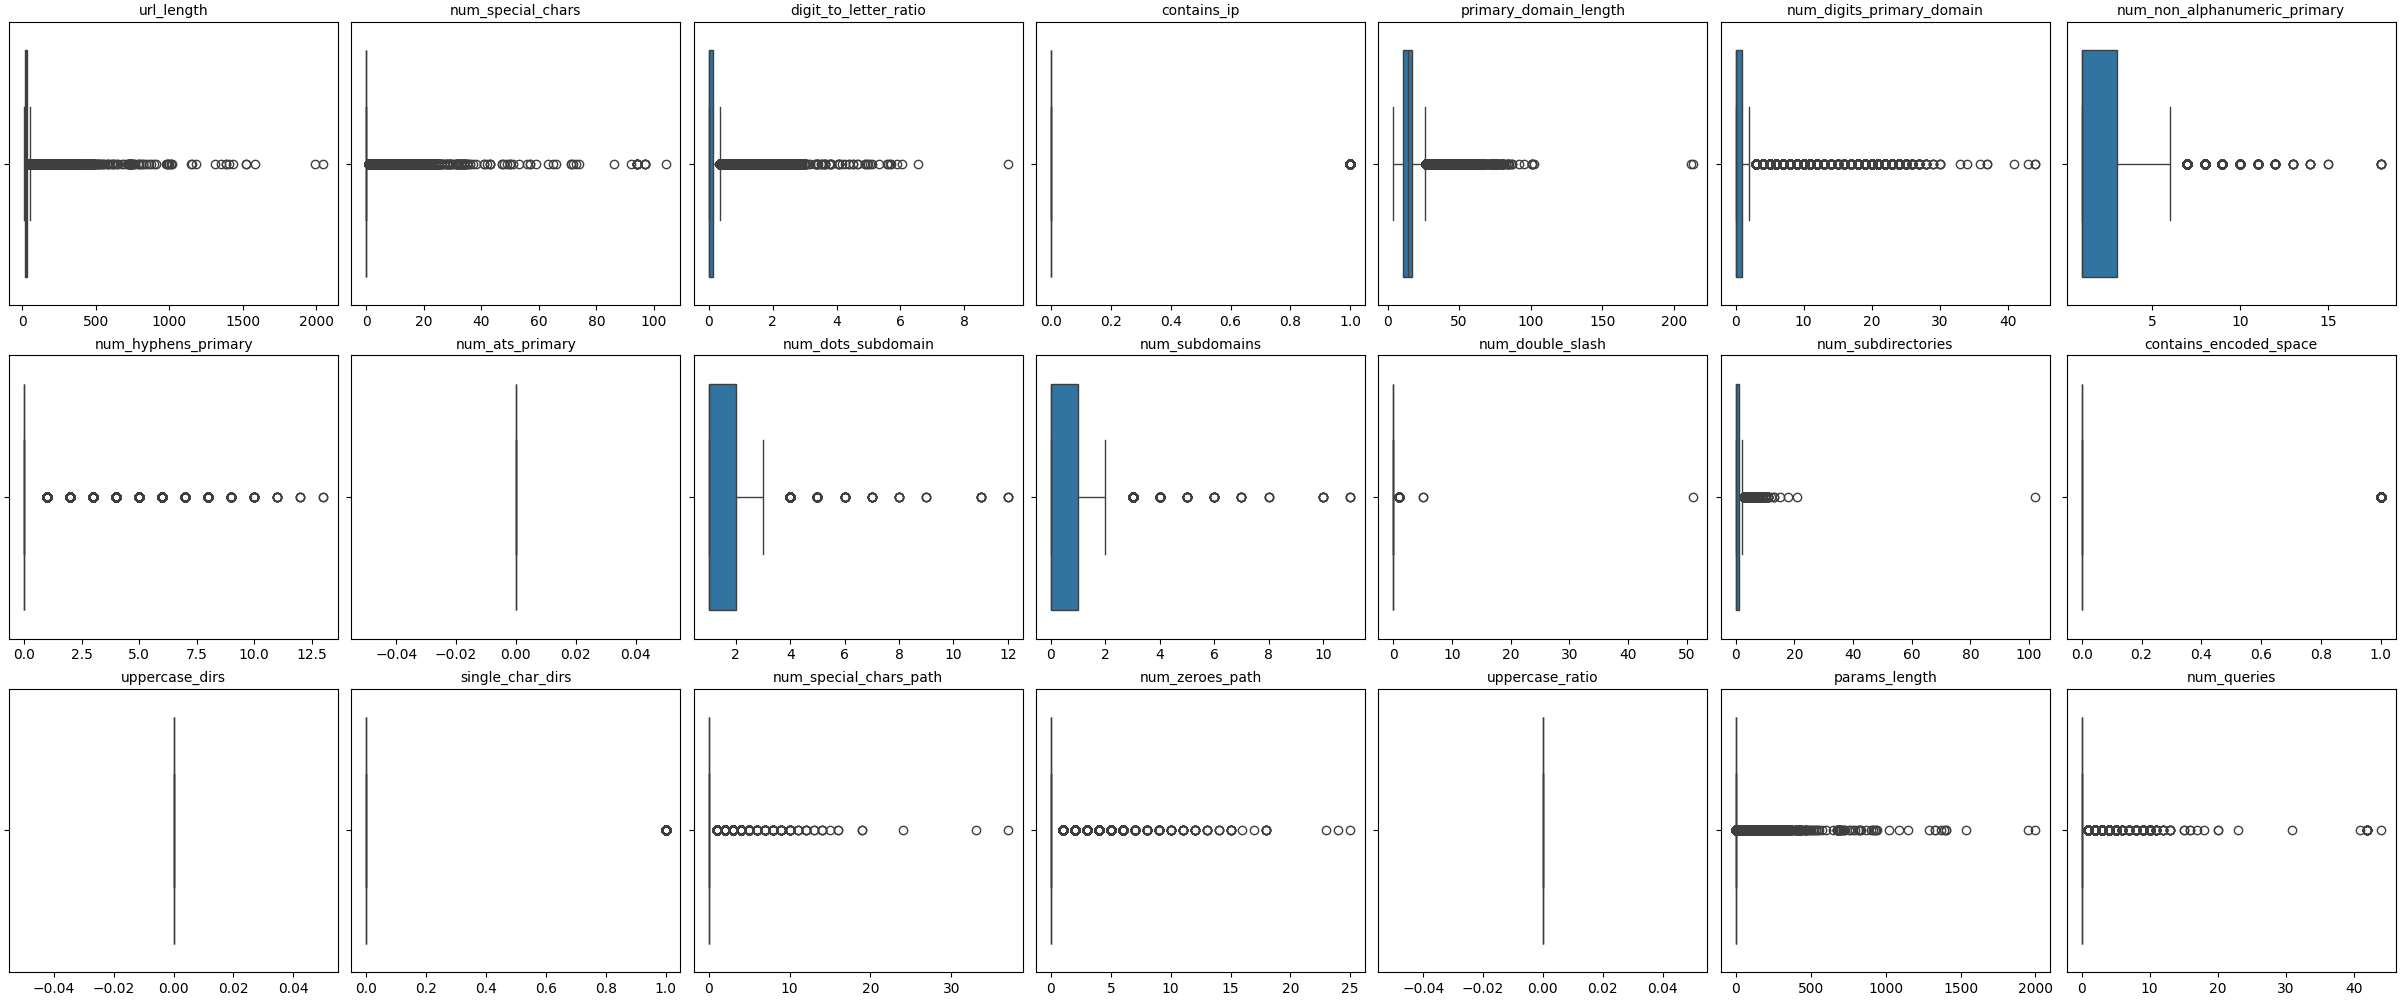 url_length num_special_chars digit_to_letter_ratio contains_ip primary_domain_length num_digits_primary_domain num_non_alphanumeric_primary
0 500 1000 1500 2000 0 20 40 60 80 100 0 2 4 6 8 0.0 0.2 0.4 0.6 0.8 1.0 0 50 100 150 200 0 10 20 30 40 5 10 15
num_hyphens_primary num_ats_primary num_dots_subdomain num_subdomains num_double_slash num_subdirectories contains_encoded_space
0.0 2.5 5.0 7.5 10.0 12.5 −0.04 −0.02 0.00 0.02 0.04 2 4 6 8 10 12 0 2 4 6 8 10 0 10 20 30 40 50 0 20 40 60 80 100 0.0 0.2 0.4 0.6 0.8 1.0
uppercase_dirs single_char_dirs num_special_chars_path num_zeroes_path uppercase_ratio params_length num_queries
−0.04 −0.02 0.00 0.02 0.04 0.0 0.2 0.4 0.6 0.8 1.0 0 10 20 30 0 5 10 15 20 25 −0.04 −0.02 0.00 0.02 0.04 0 500 1000 1500 2000 0 10 20 30 40